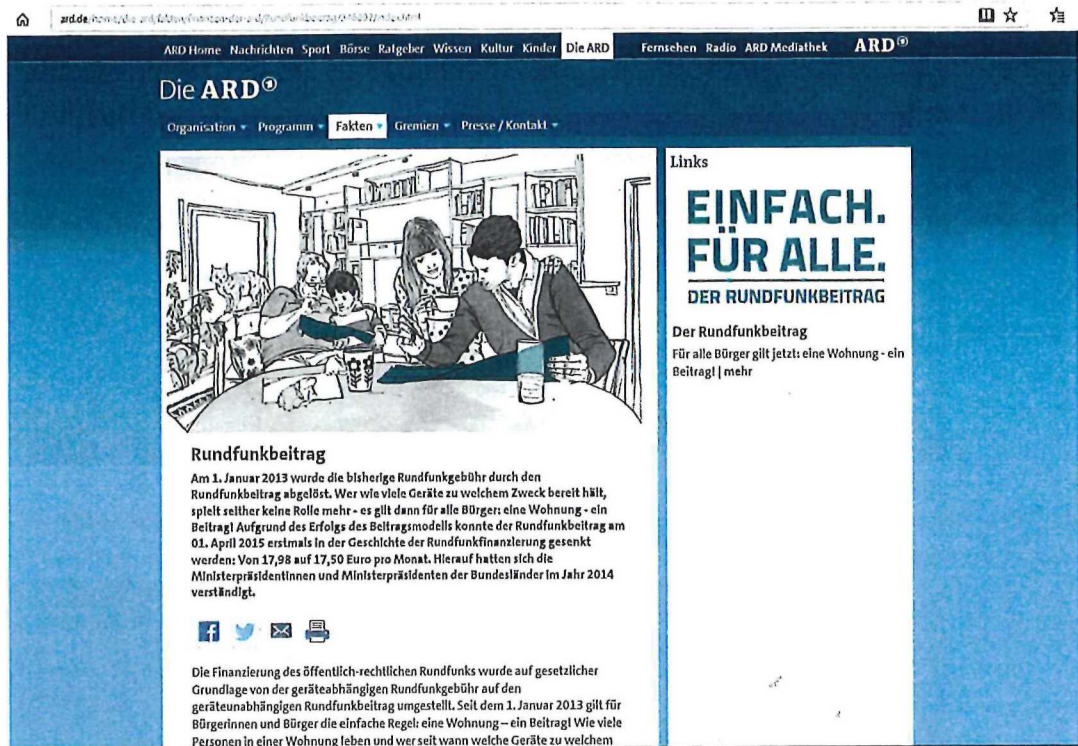 ard.de
ARD Home Nachrichten Sport Börse Ratgeber Wissen Kultur Kinder Die ARD Fernsehen Radio ARD Mediathek ARD
Die ARD
Organisation Programm Fakten Gremien Presse / Kontakt
Links
EINFACH.
FÜR ALLE.
DER RUNDFUNKBEITRAG
Der Rundfunkbeitrag
Für alle Bürger gilt jetzt: eine Wohnung - ein
Beitrag! | mehr
Rundfunkbeitrag
Am 1. Januar 2013 wurde die bisherige Rundfunkgebühr durch den
Rundfunkbeitrag abgelöst. Wer wie viele Geräte zu welchem Zweck bereit hält,
spielt seither keine Rolle mehr - es gilt dann für alle Bürger: eine Wohnung - ein
Beitrag! Aufgrund des Erfolgs des Beitragsmodells konnte der Rundfunkbeitrag am
01. April 2015 erstmals in der Geschichte der Rundfunkfinanzierung gesenkt
werden: Von 17,98 auf 17,50 Euro pro Monat. Hierauf hatten sich die
Ministerpräsidentinnen und Ministerpräsidenten der Bundesländer im Jahr 2014
verständigt.
Die Finanzierung des öffentlich-rechtlichen Rundfunks wurde auf gesetzlicher
Grundlage von der geräteabhängigen Rundfunkgebühr auf den
geräteunabhängigen Rundfunkbeitrag umgestellt. Seit dem 1. Januar 2013 gilt für
Bürgerinnen und Bürger die einfache Regel: eine Wohnung – ein Beitrag! Wie viele
Personen in einer Wohnung leben und wer seit wann welche Geräte zu welchem